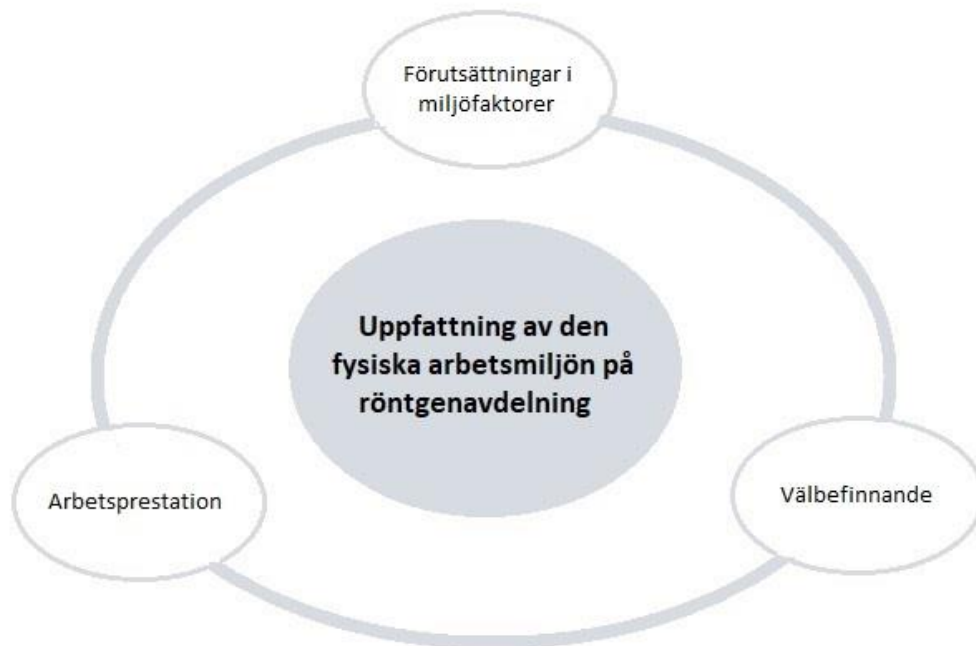 Förutsättningar i
miljöfaktorer
Uppfattning av den
fysiska arbetsmiljön på
röntgenavdelning
Arbetsprestation
Välbefinnande